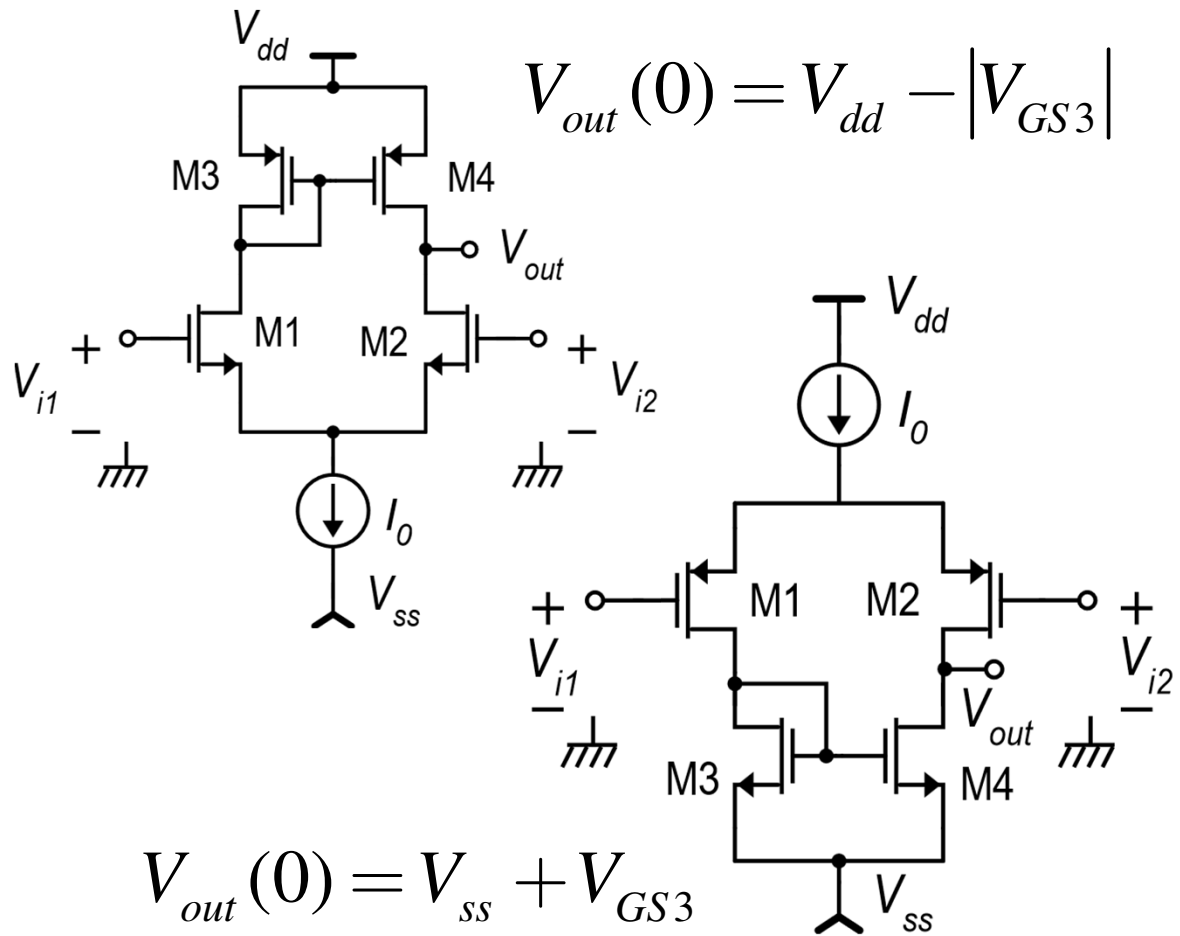 V_dd
V_out(0) = V_dd − |V_GS3|
M3
M4
V_out
M1
M2
+
+
V_i1
V_i2
−
−
I_0
V_ss
V_dd
I_0
M1
M2
+
+
V_i1
V_i2
−
−
V_out
M3
M4
V_out(0) = V_ss + V_GS3
V_ss